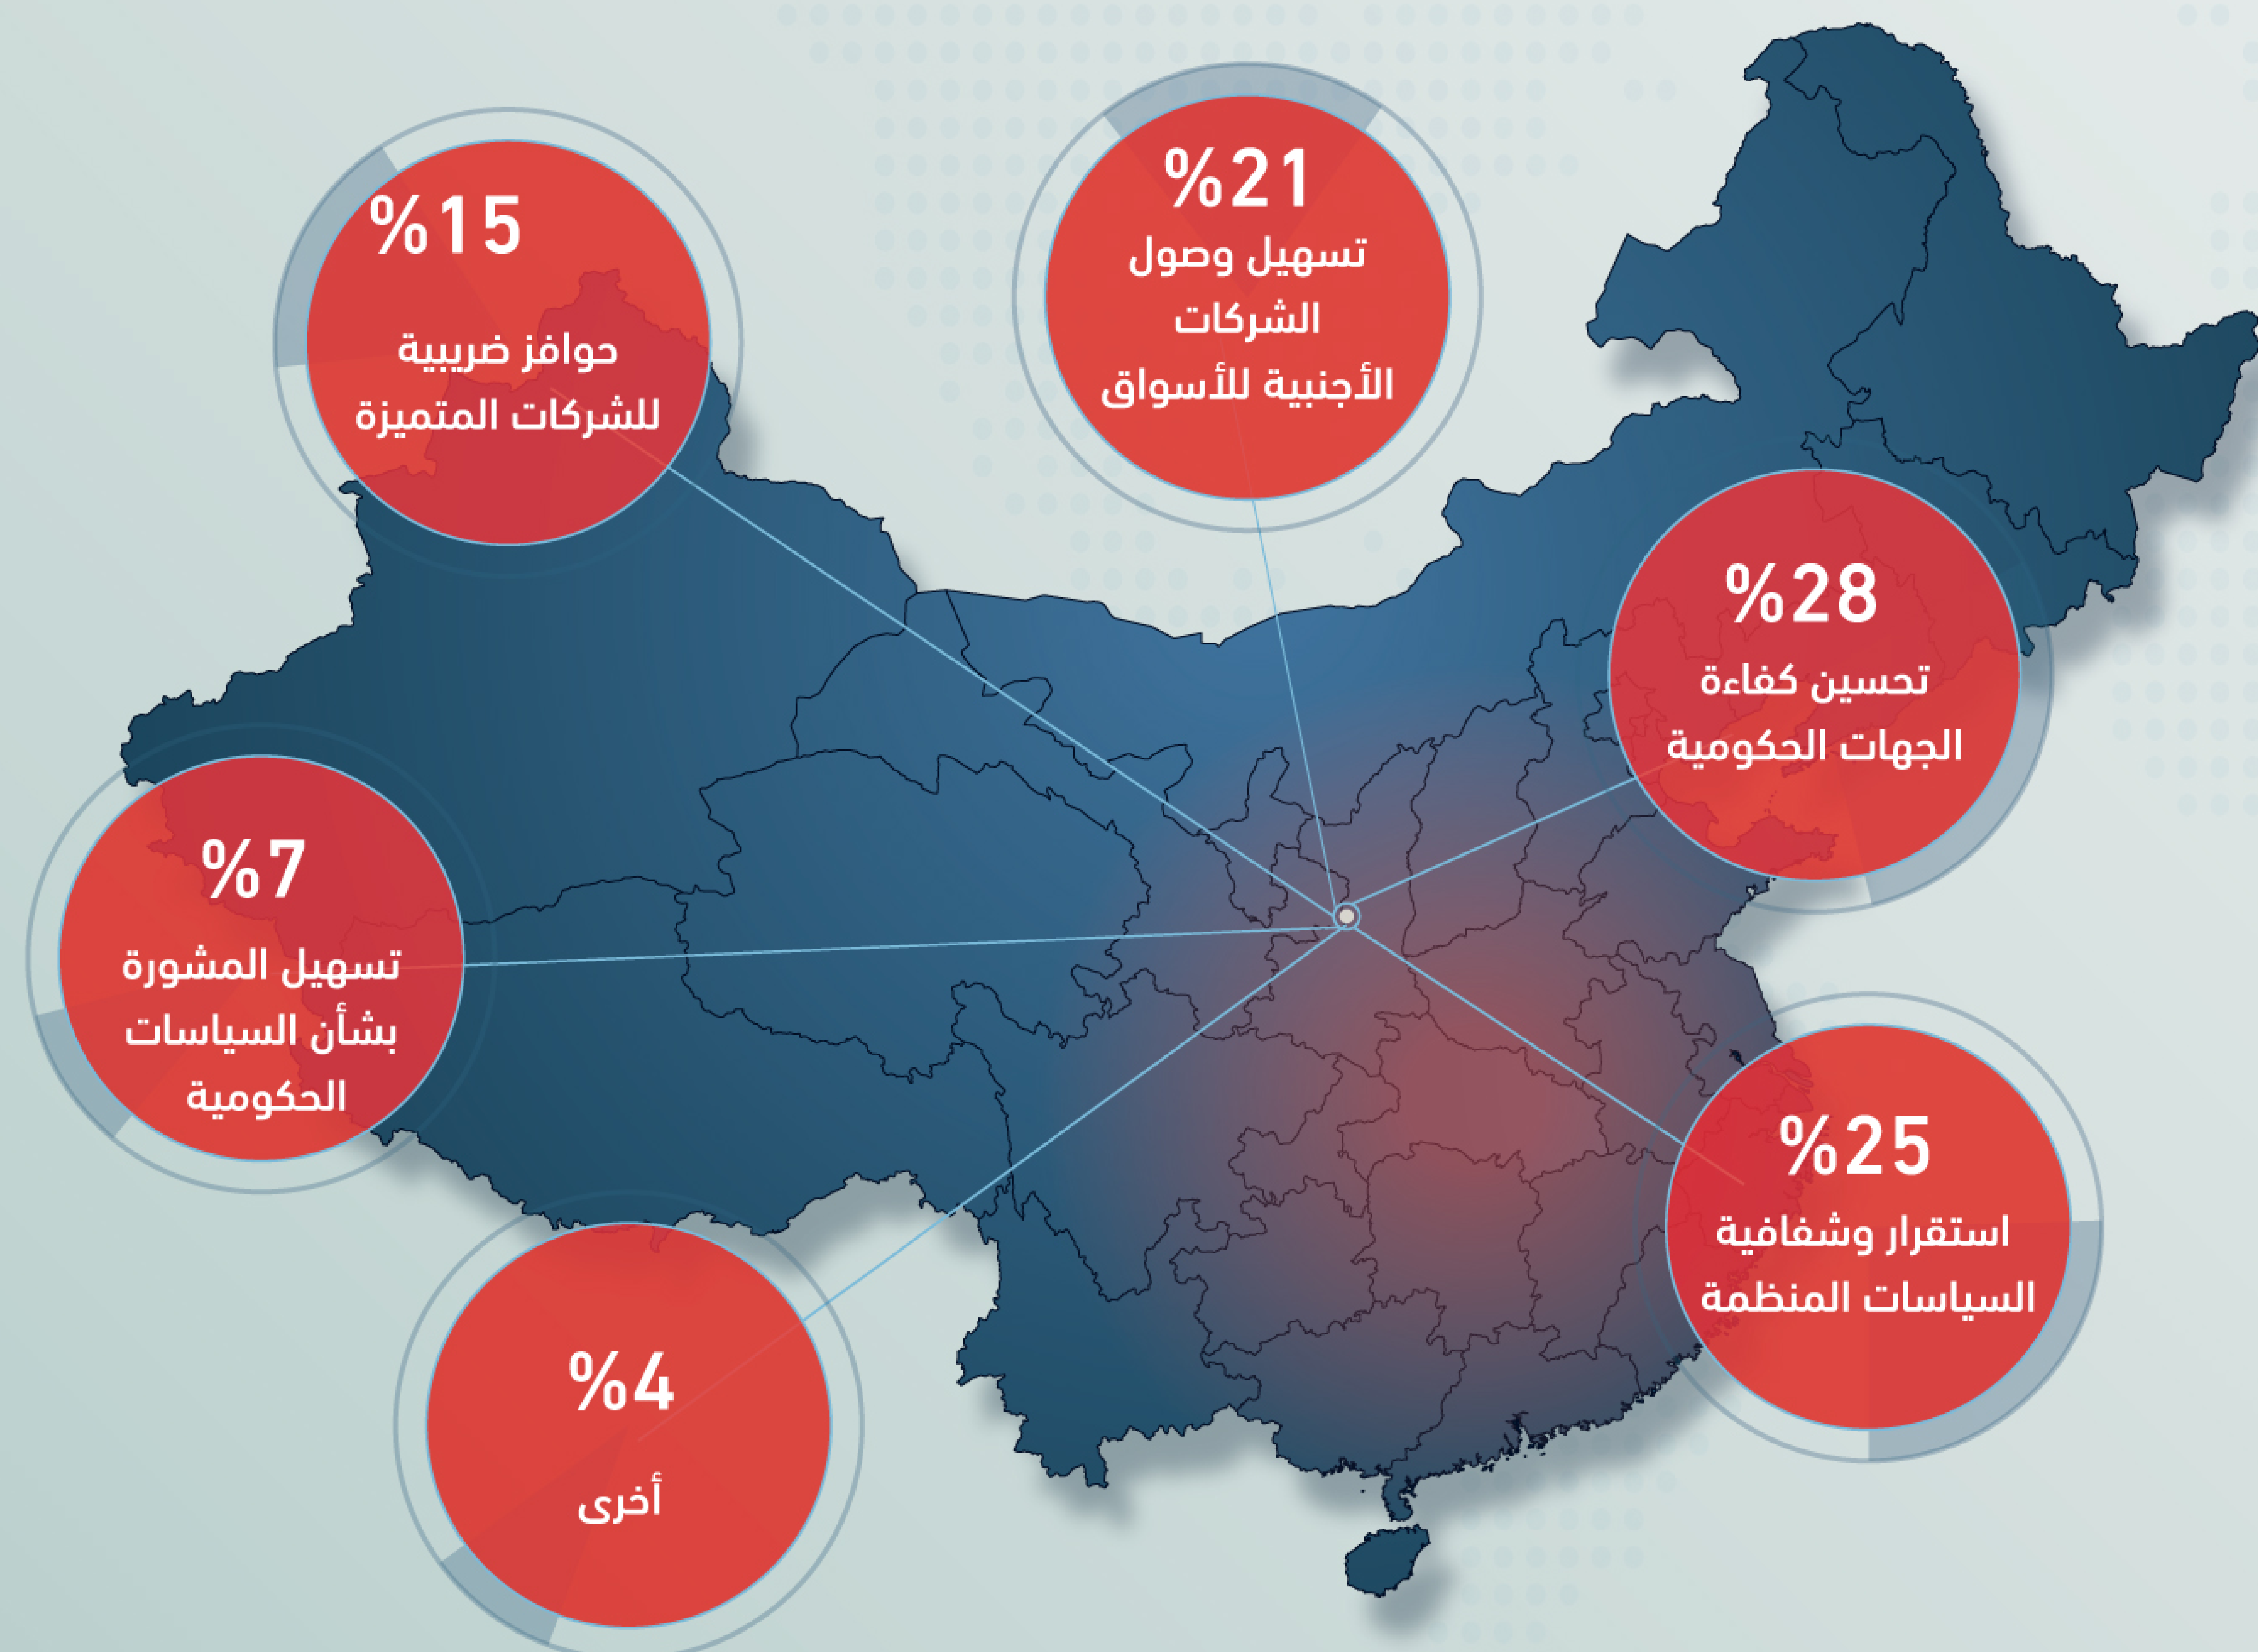 %21
تسهيل وصول
الشركات
الأجنبية للأسواق
%15
حوافز ضريبية
للشركات المتميزة
%28
تحسين كفاءة
الجهات الحكومية
%7
تسهيل المشورة
بشأن السياسات
الحكومية
%25
استقرار وشفافية
السياسات المنظمة
%4
أخرى